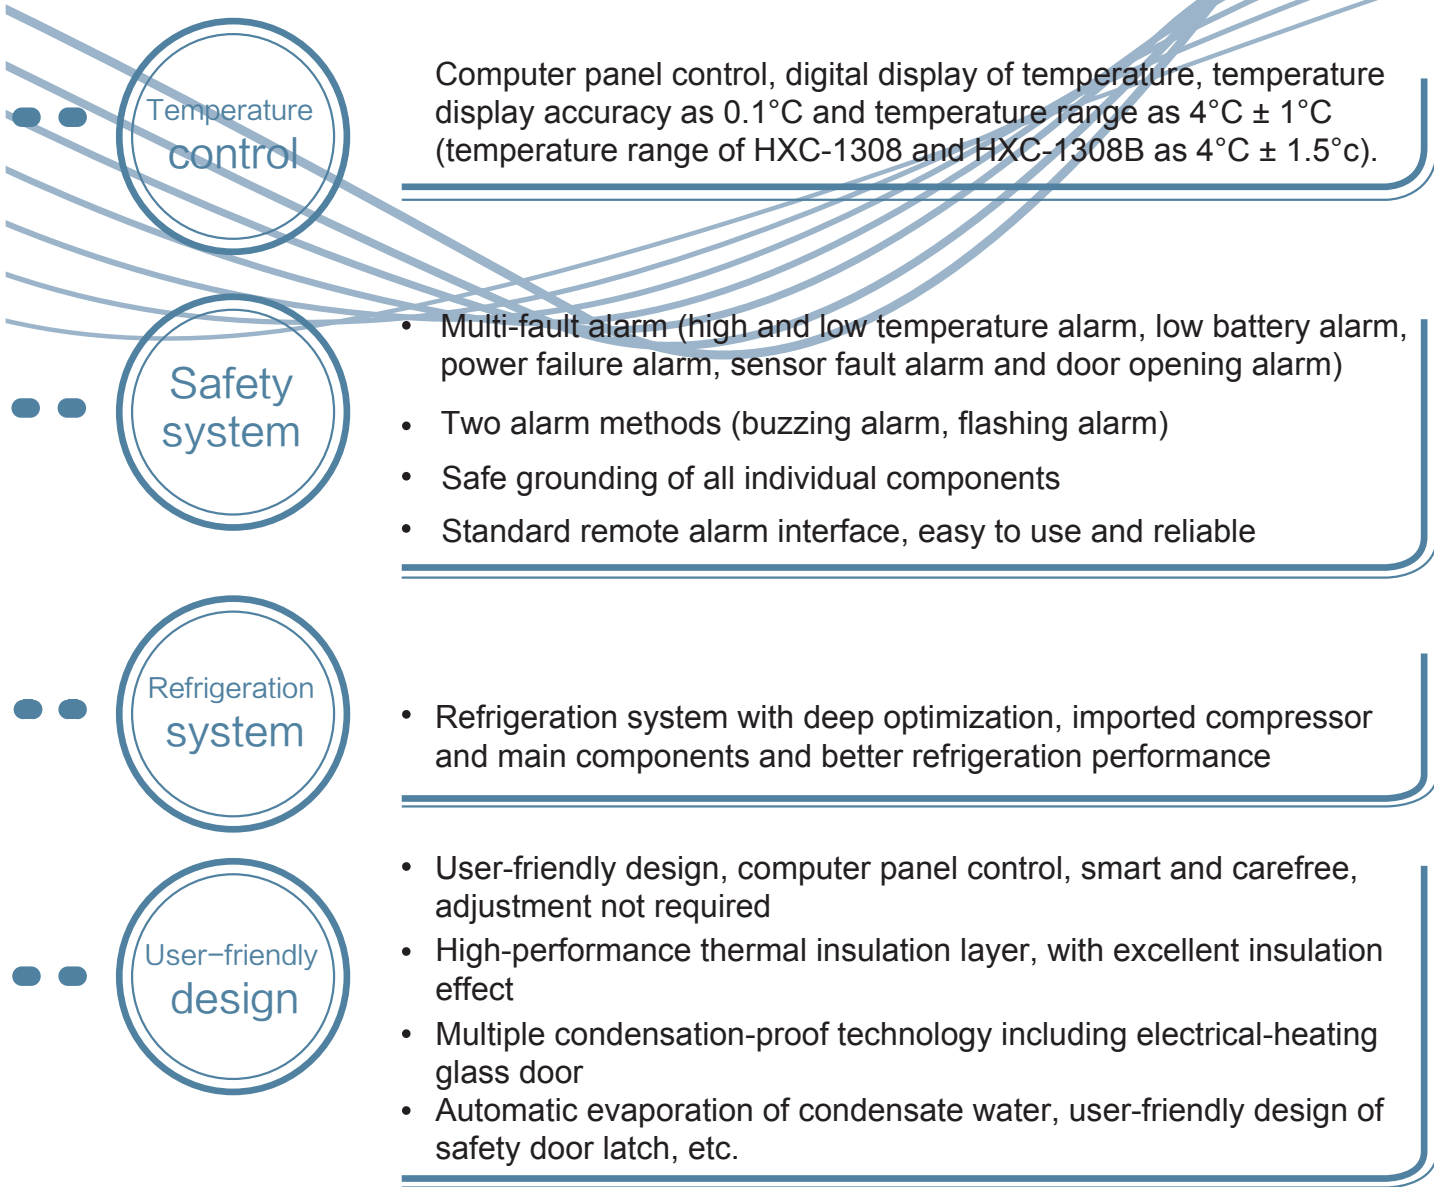 Temperature
control
Computer panel control, digital display of temperature, temperature
display accuracy as 0.1°C and temperature range as 4°C ± 1°C
(temperature range of HXC-1308 and HXC-1308B as 4°C ± 1.5°c).
Safety
system
• Multi-fault alarm (high and low temperature alarm, low battery alarm,
power failure alarm, sensor fault alarm and door opening alarm)
• Two alarm methods (buzzing alarm, flashing alarm)
• Safe grounding of all individual components
• Standard remote alarm interface, easy to use and reliable
Refrigeration
system
• Refrigeration system with deep optimization, imported compressor
and main components and better refrigeration performance
User-friendly
design
• User-friendly design, computer panel control, smart and carefree,
adjustment not required
• High-performance thermal insulation layer, with excellent insulation
effect
• Multiple condensation-proof technology including electrical-heating
glass door
• Automatic evaporation of condensate water, user-friendly design of
safety door latch, etc.